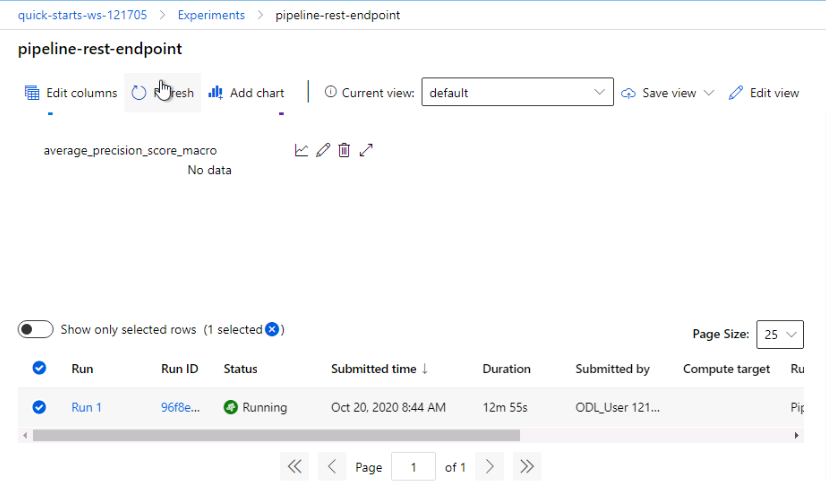 quick-starts-ws-121705 > Experiments > pipeline-rest-endpoint
pipeline-rest-endpoint
Edit columns Refresh Add chart Current view: default Save view Edit view
average_precision_score_macro
No data
Show only selected rows (1 selected )
Page Size: 25
Run Run ID Status Submitted time ↓ Duration Submitted by Compute target Ru
Run 1 96f8e... Running Oct 20, 2020 8:44 AM 12m 55s ODL_User 121... Pip
Page 1 of 1